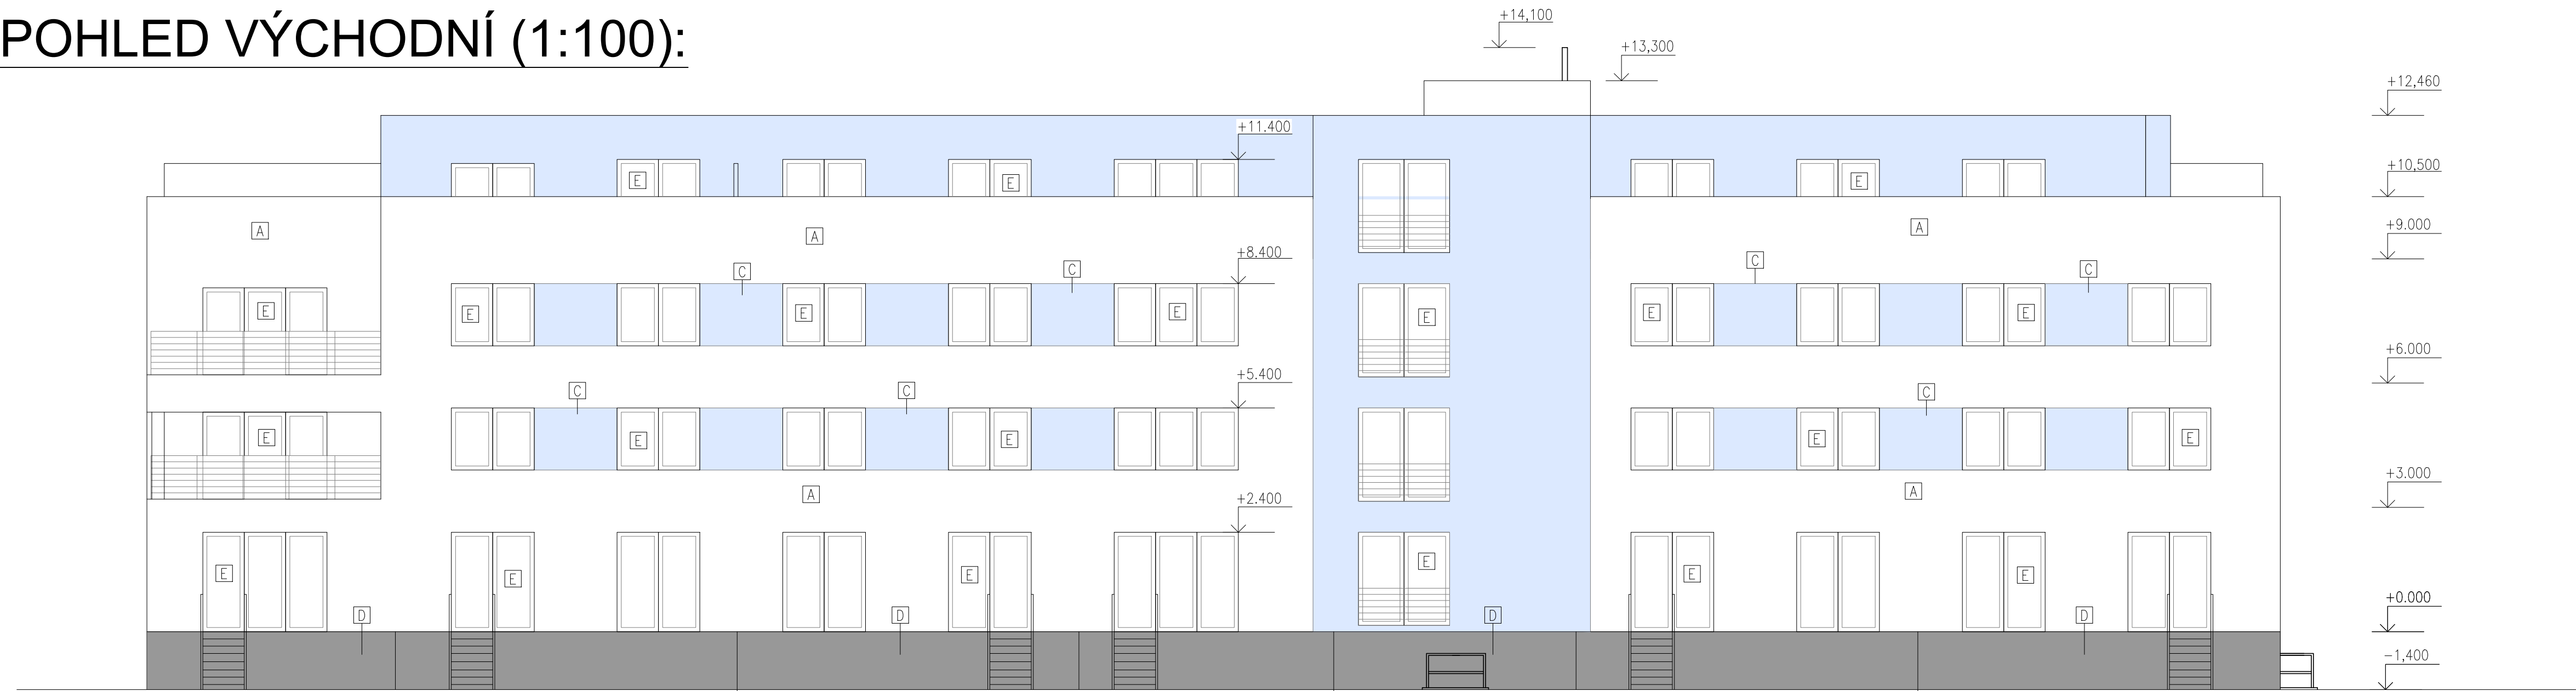 POHLED VÝCHODNÍ (1:100):
+14,100
+13,300
+12,460
+11.400
+10,500
E
E
E
A
A
A
+9.000
+8.400
C
C
C
C
E
E
E
E
E
E
E
+6.000
+5.400
C
C
C
E
E
E
E
E
+3.000
+2.400
A
A
E
E
E
E
E
E
+0.000
D
D
D
D
-1,400